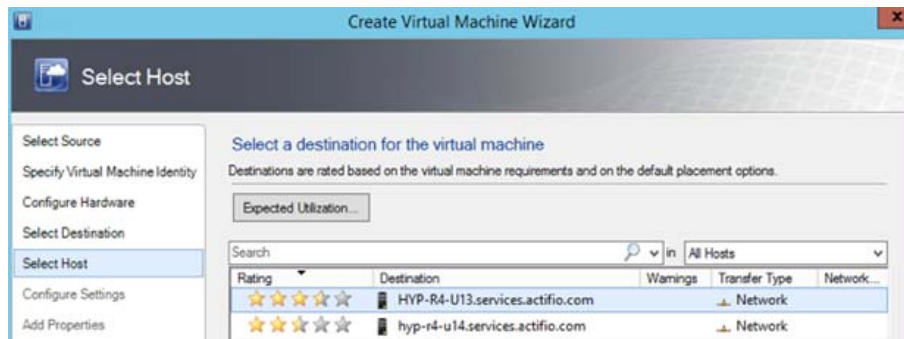 Create Virtual Machine Wizard
x
Select Host
Select Source
Specify Virtual Machine Identity
Configure Hardware
Select Destination
Select Host
Configure Settings
Add Properties
Select a destination for the virtual machine
Destinations are rated based on the virtual machine requirements and on the default placement options.
Expected Utilization...
Search in All Hosts
Rating Destination Warnings Transfer Type Network...
HYP-R4-U13.services.actifio.com Network
hyp-r4-u14.services.actifio.com Network